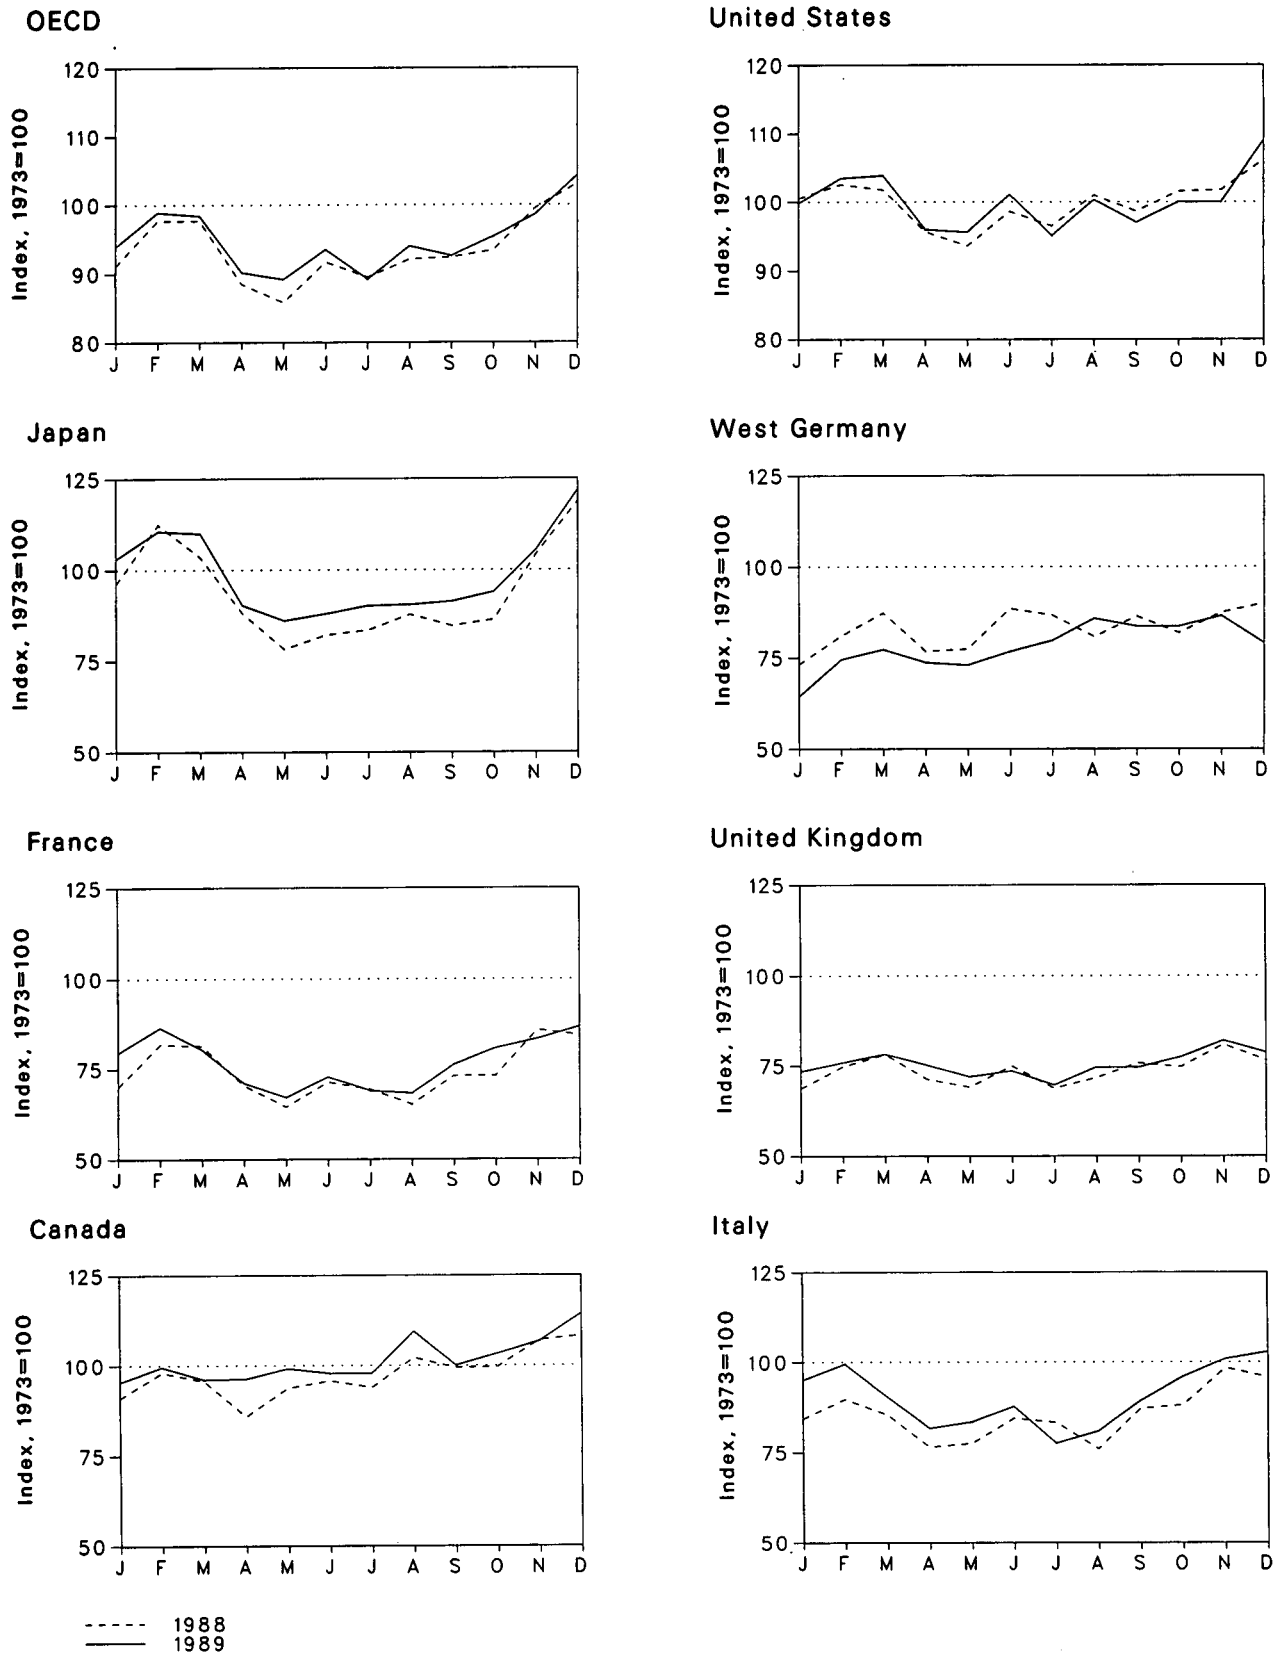 OECD
Index, 1973=100
120
110
100
90
80
J F M A M J J A S O N D
United States
Index, 1973=100
120
110
100
90
80
J F M A M J J A S O N D
Japan
Index, 1973=100
125
100
75
50
J F M A M J J A S O N D
West Germany
Index, 1973=100
125
100
75
50
J F M A M J J A S O N D
France
Index, 1973=100
125
100
75
50
J F M A M J J A S O N D
United Kingdom
Index, 1973=100
125
100
75
50
J F M A M J J A S O N D
Canada
Index, 1973=100
125
100
75
50
J F M A M J J A S O N D
Italy
Index, 1973=100
125
100
75
50
J F M A M J J A S O N D
1988
1989